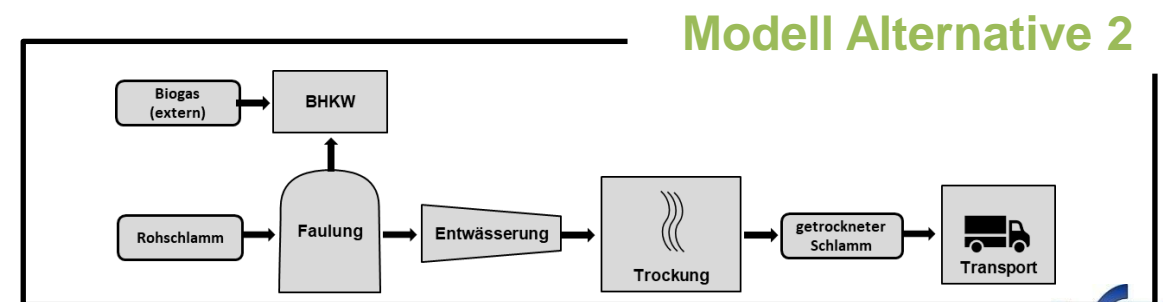 Modell Alternative 2
Biogas
(extern)
BHKW
Rohschlamm
Faulung
Entwässerung
Trockung
getrockneter
Schlamm
Transport